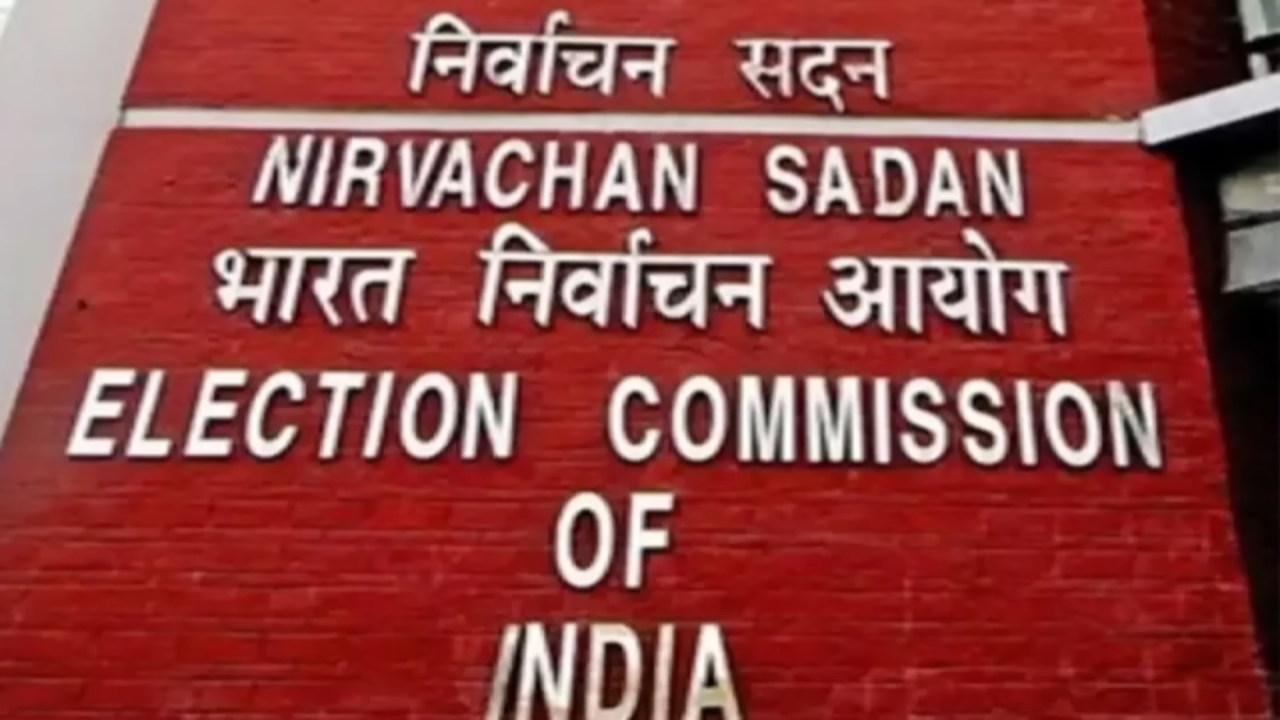 निर्वाचन सदन
NIRVACHAN SADAN
भारत निर्वाचन आयोग
ELECTION COMMISSION
OF
INDIA